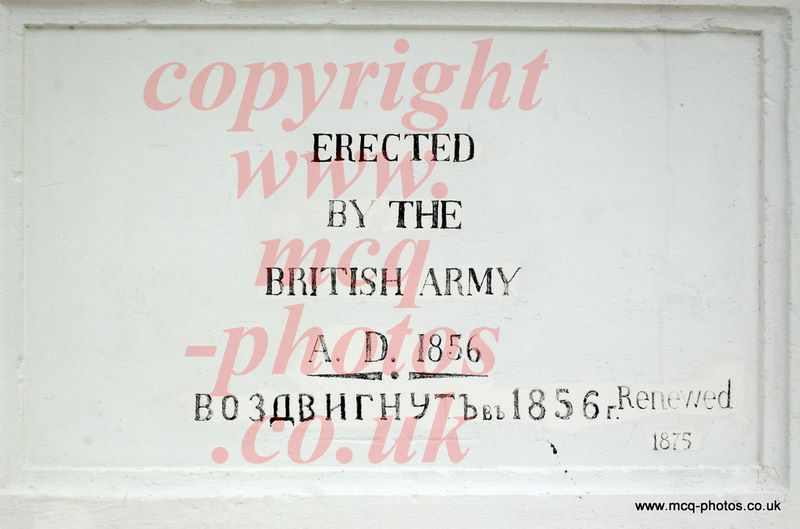 copyright
ERECTED
www.
BY THE
mcq
BRITISH ARMY
-photos
A. D. 1856
ВОЗДВИГНУТЪ въ 1856 г. Renewed
.co.uk
1875
www.mcq-photos.co.uk